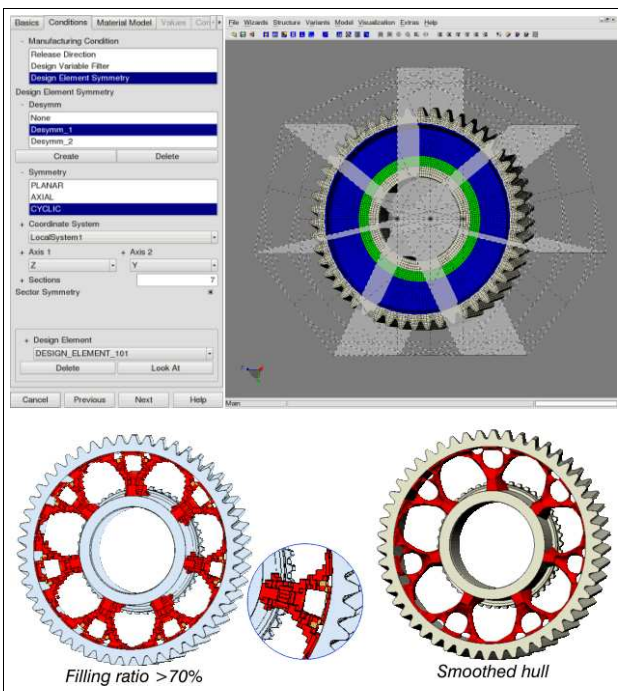 Basics Conditions Material Model Values
File Wizards Structure Variants Model Visualization Extras Help
- Manufacturing Condition
Release Direction
Design Variable Filter
Design Element Symmetry
Design Element Symmetry
- Desymm
None
Desymm_1
Desymm_2
Create Delete
- Symmetry
PLANAR
AXIAL
CYCLIC
+ Coordinate System
LocalSystem1
+ Axis 1 + Axis 2
Z Y
+ Sections 7
Sector Symmetry
+ Design Element
DESIGN_ELEMENT_101
Delete Look At
Cancel Previous Next Help
Main
Filling ratio >70%
Smoothed hull